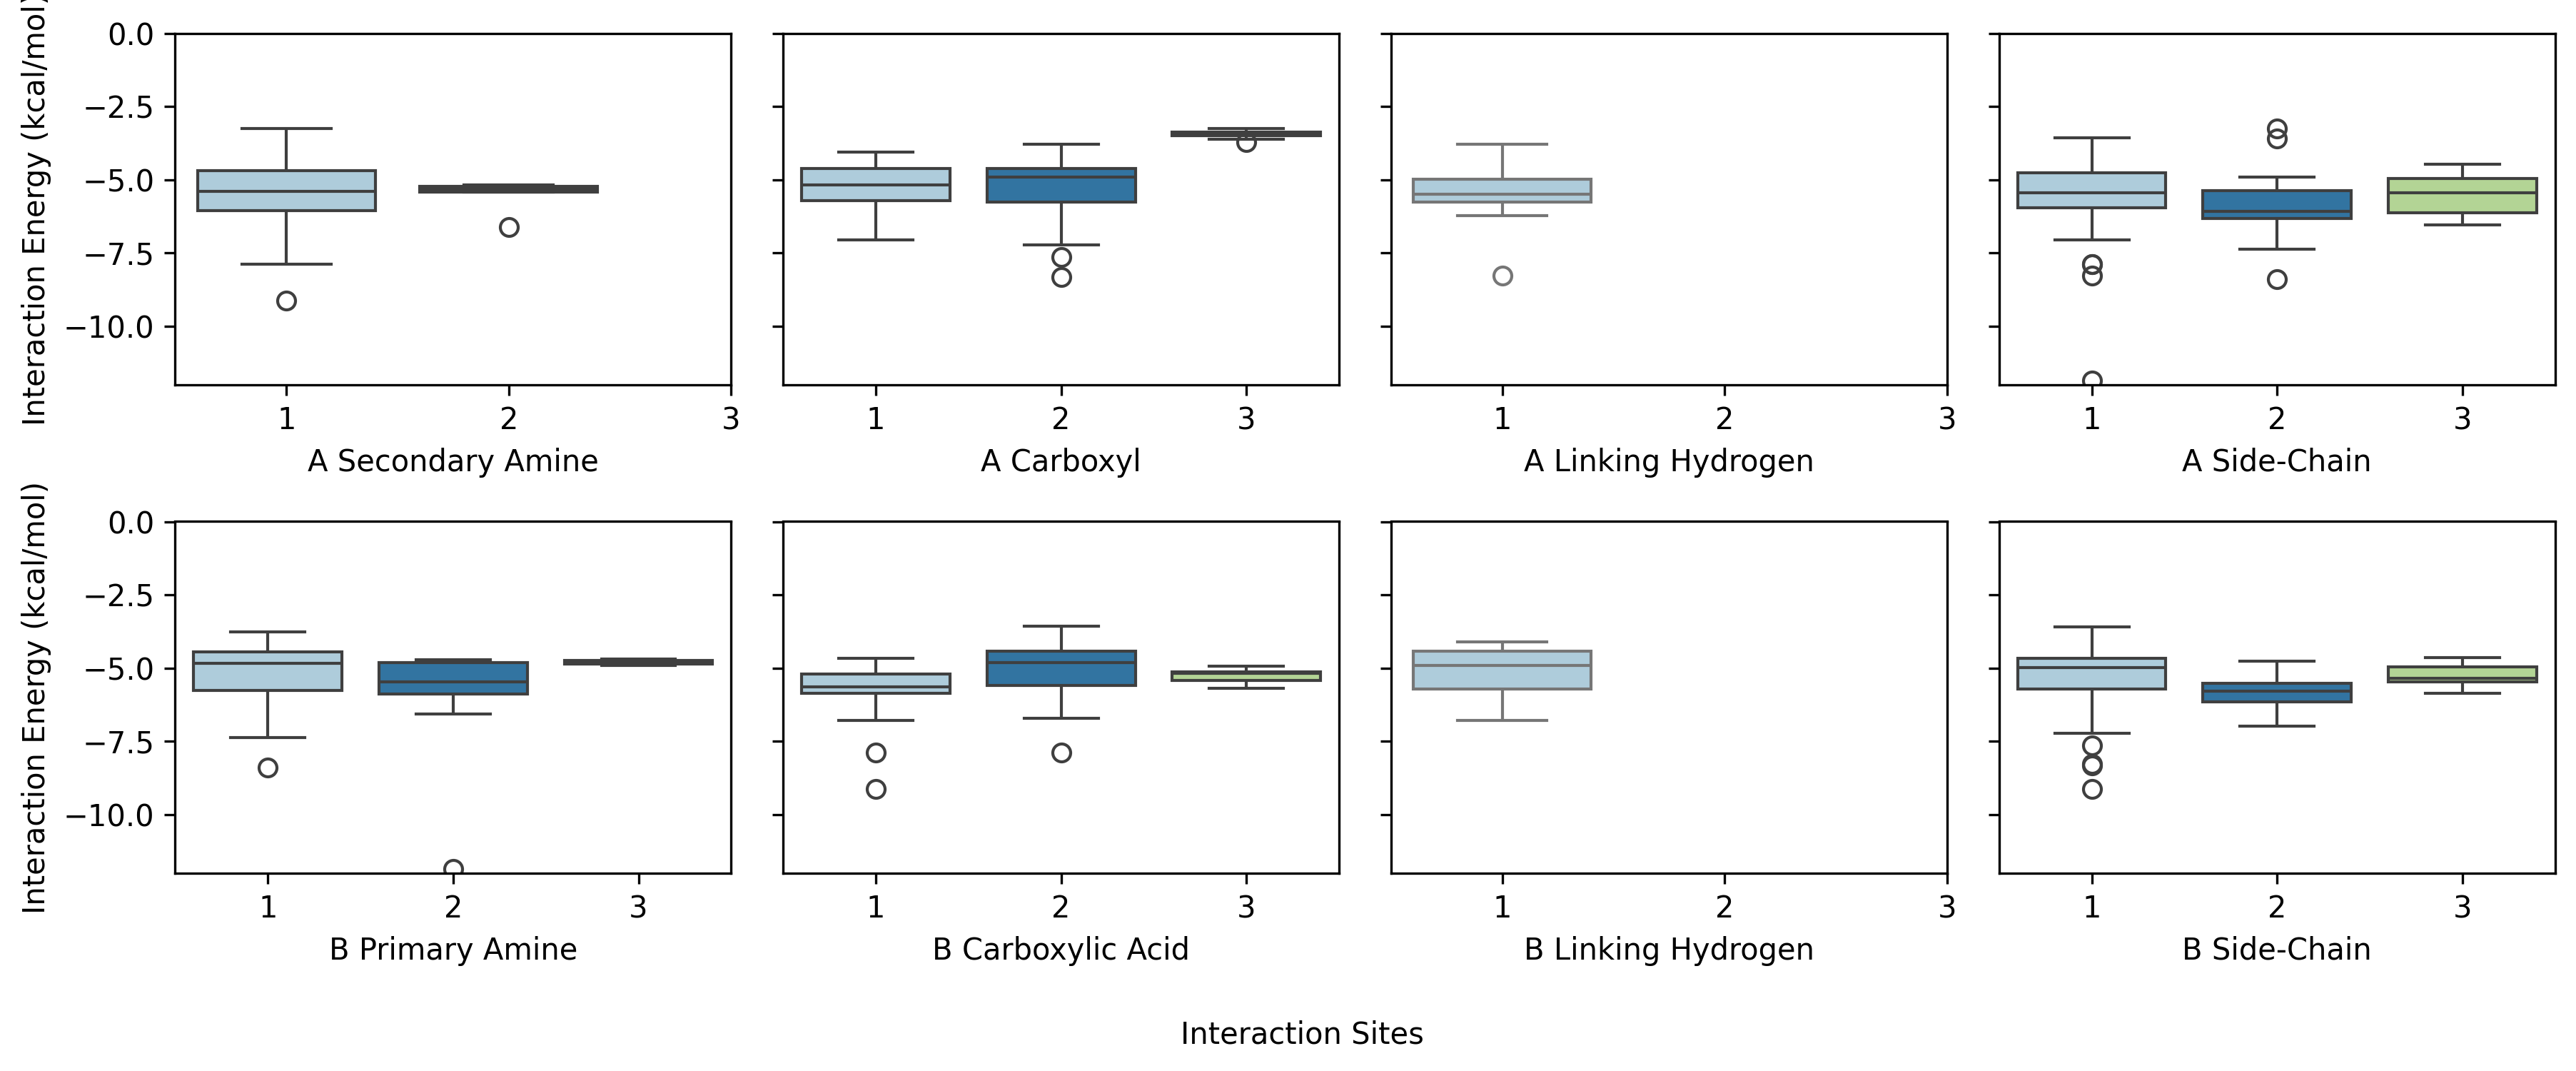 Interaction Energy (kcal/mol)
0.0
−2.5
−5.0
−7.5
−10.0
1 2 3
A Secondary Amine
1 2 3
A Carboxyl
1 2 3
A Linking Hydrogen
1 2 3
A Side-Chain
Interaction Energy (kcal/mol)
0.0
−2.5
−5.0
−7.5
−10.0
1 2 3
B Primary Amine
1 2 3
B Carboxylic Acid
1 2 3
B Linking Hydrogen
1 2 3
B Side-Chain
Interaction Sites